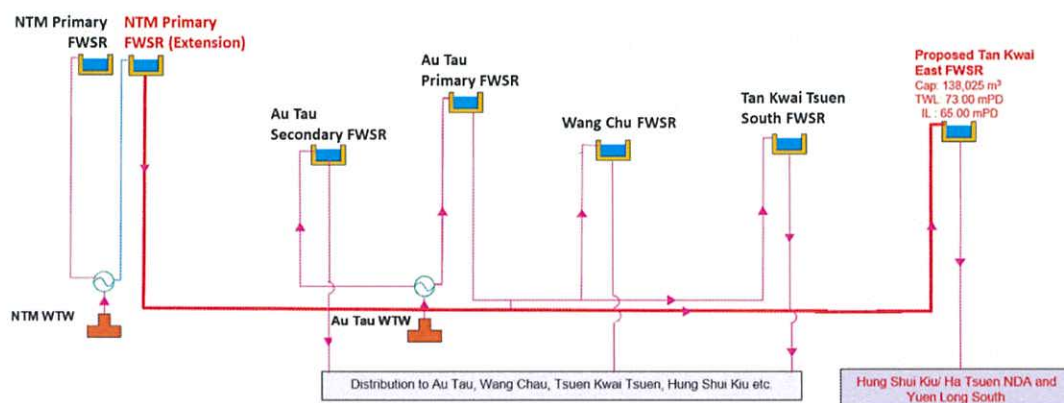 NTM Primary
FWSR
NTM Primary
FWSR (Extension)
Au Tau
Secondary FWSR
Au Tau
Primary FWSR
Wang Chu FWSR
Tan Kwai Tsuen
South FWSR
Proposed Tan Kwai
East FWSR
Cap: 138,025 m³
TWL: 73.00 mPD
IL : 65.00 mPD
NTM WTW
Au Tau WTW
Distribution to Au Tau, Wang Chau, Tsuen Kwai Tsuen, Hung Shui Kiu etc.
Hung Shui Kiu/ Ha Tsuen NDA and
Yuen Long South